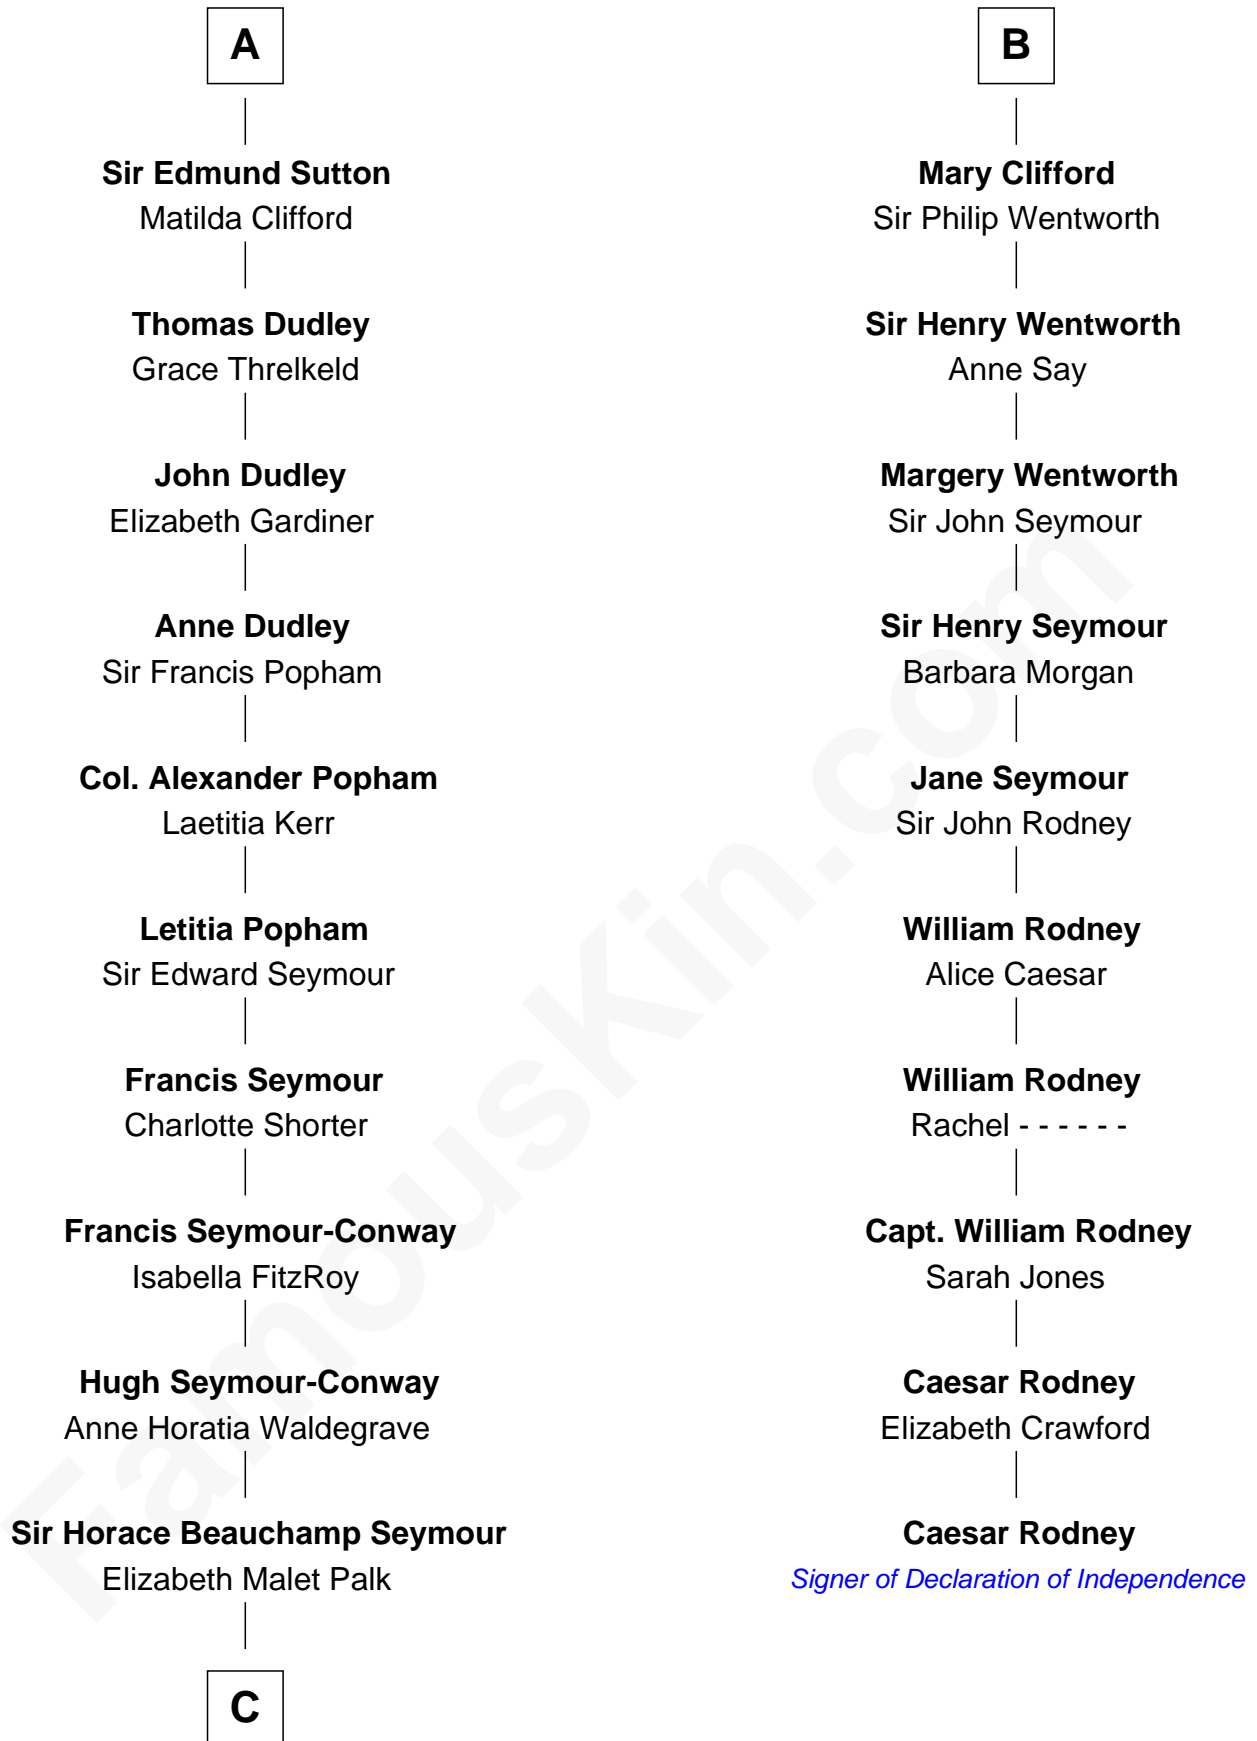 A
Sir Edmund Sutton
Matilda Clifford
Thomas Dudley
Grace Threlkeld
John Dudley
Elizabeth Gardiner
Anne Dudley
Sir Francis Popham
Col. Alexander Popham
Laetitia Kerr
Letitia Popham
Sir Edward Seymour
Francis Seymour
Charlotte Shorter
Francis Seymour-Conway
Isabella FitzRoy
Hugh Seymour-Conway
Anne Horatia Waldegrave
Sir Horace Beauchamp Seymour
Elizabeth Malet Palk
C
B
Mary Clifford
Sir Philip Wentworth
Sir Henry Wentworth
Anne Say
Margery Wentworth
Sir John Seymour
Sir Henry Seymour
Barbara Morgan
Jane Seymour
Sir John Rodney
William Rodney
Alice Caesar
William Rodney
Rachel - - - - - -
Capt. William Rodney
Sarah Jones
Caesar Rodney
Elizabeth Crawford
Caesar Rodney
Signer of Declaration of Independence
FamousKin.com